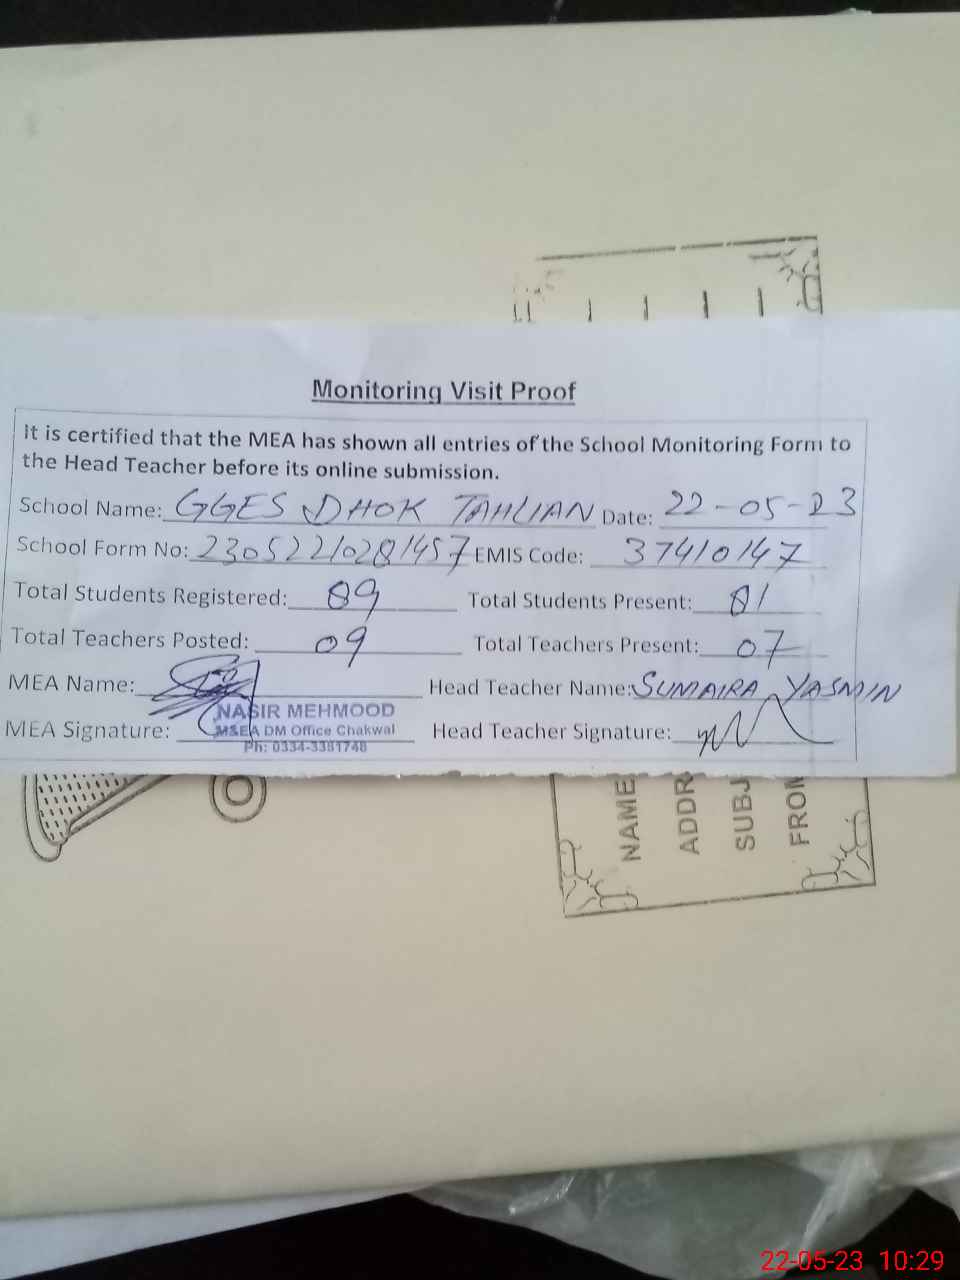 Monitoring Visit Proof
It is certified that the MEA has shown all entries of the School Monitoring Form to
the Head Teacher before its online submission.
School Name: GGES DHOK TAHLIAN Date: 22-05-23
School Form No: 23052210281457 EMIS Code: 37410147
Total Students Registered: 89 Total Students Present: 81
Total Teachers Posted: 09 Total Teachers Present: 07
MEA Name: Head Teacher Name: SUMAIRA YASMIN
NASIR MEHMOOD
MEA Signature: M&EA DM Office Chakwal Head Teacher Signature:
Ph: 0334-3381748
NAME
ADDR
SUBJ
FROM
22-05-23 10:29